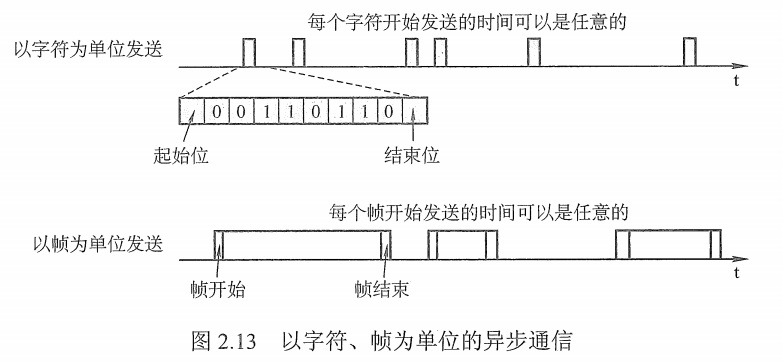 每个字符开始发送的时间可以是任意的
以字符为单位发送
t
0 0 1 1 0 1 1 0
起始位 结束位
每个帧开始发送的时间可以是任意的
以帧为单位发送
t
帧开始 帧结束
图 2.13 以字符、帧为单位的异步通信